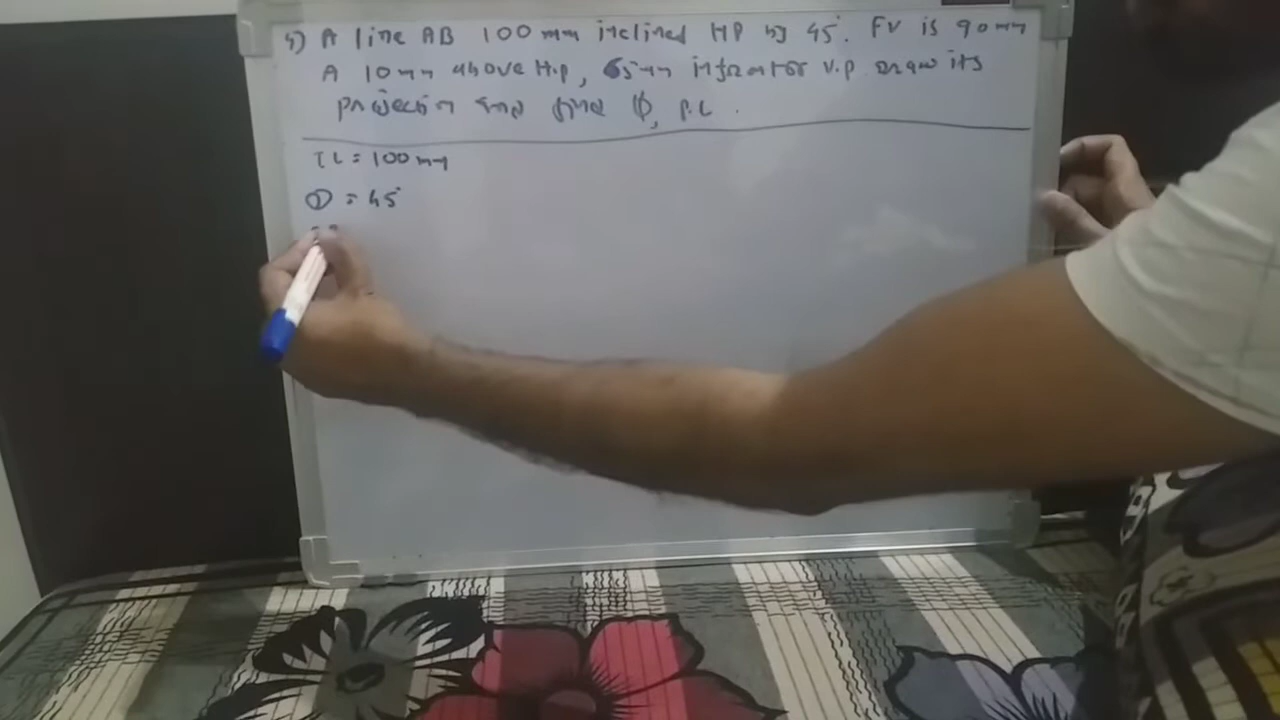 5) A line AB 100 mm inclined HP by 45°. FV is 90mm
A 10mm above H.p, 65mm infront of V.p Draw its
projection and find Φ, P.L.
TL = 100 mm
θ = 45°